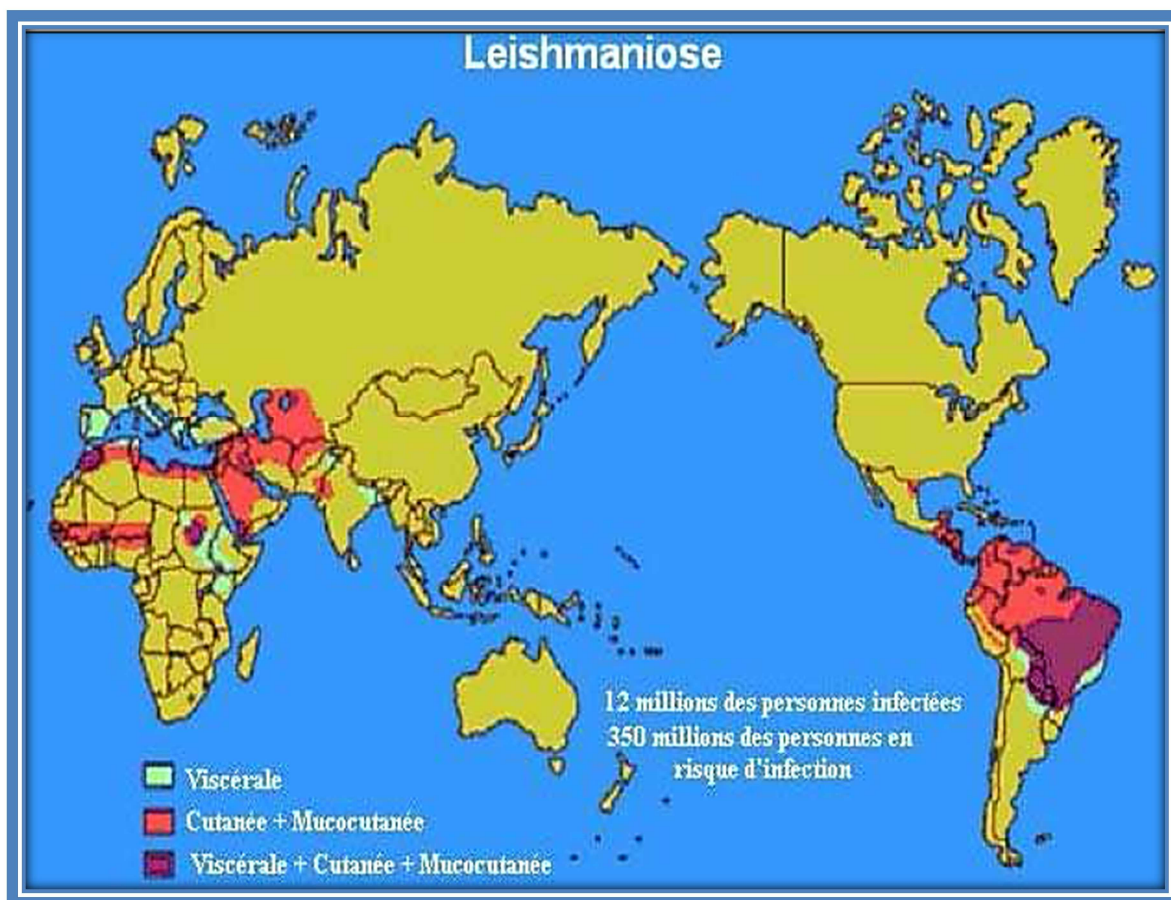 Leishmaniose
12 millions des personnes infectées
350 millions des personnes en
risque d'infection
Viscérale
Cutanée + Mucocutanée
Viscérale + Cutanée + Mucocutanée